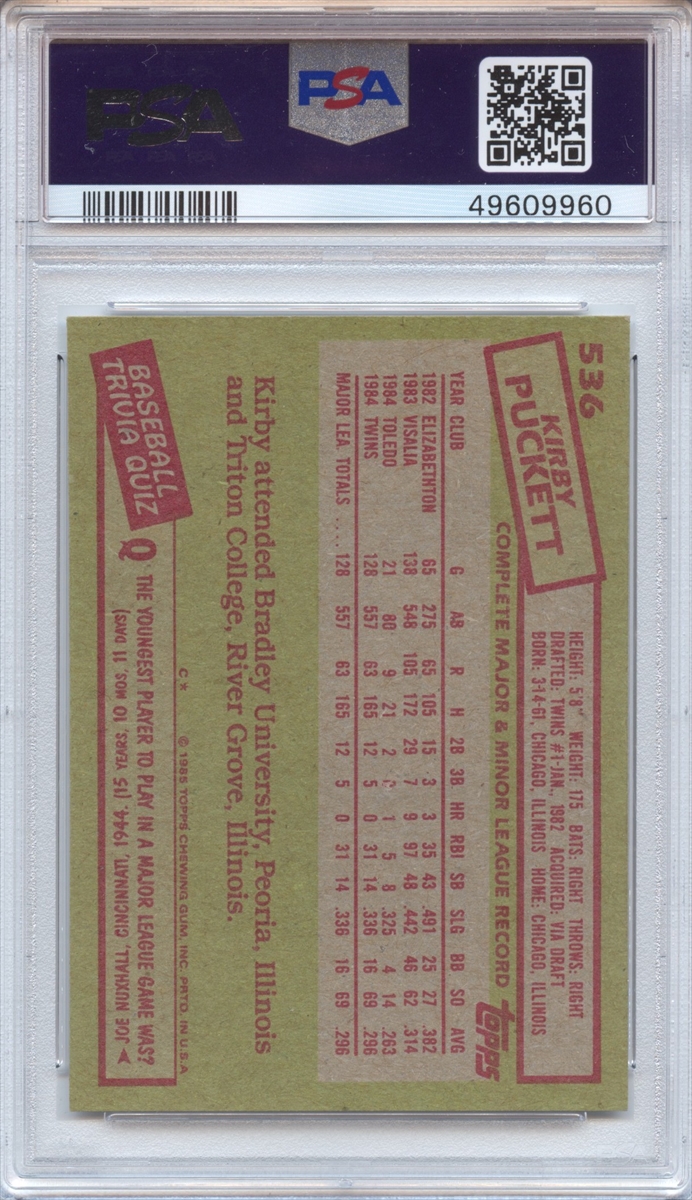 PSA
PSA
49609960
536
KIRBY
PUCKETT
HEIGHT: 5'8" WEIGHT: 175 BATS: RIGHT THROWS: RIGHT
DRAFTED: TWINS #1-JAN., 1982 ACQUIRED: VIA DRAFT
BORN: 3-14-61, CHICAGO, ILLINOIS HOME: CHICAGO, ILLINOIS
COMPLETE MAJOR & MINOR LEAGUE RECORD
topps
YEAR CLUB G AB R H 2B 3B HR RBI SB SLG BB SO AVG
1982 ELIZABETHTON 65 275 65 105 15 3 3 35 43 .491 25 27 .382
1983 VISALIA 138 548 105 172 29 7 9 97 48 .442 46 62 .314
1984 TOLEDO 21 80 9 21 2 1 5 8 .325 4 14 .263
1984 TWINS 128 557 63 165 12 5 0 31 14 .336 16 69 .296
MAJOR LEA. TOTALS .... 128 557 63 165 12 5 0 31 14 .336 16 69 .296
Kirby attended Bradley University, Peoria, Illinois
and Triton College, River Grove, Illinois.
C* © 1985 TOPPS CHEWING GUM, INC. PRTD. IN U.S.A.
BASEBALL
TRIVIA QUIZ
Q THE YOUNGEST PLAYER TO PLAY IN A MAJOR LEAGUE GAME WAS?
A JOE NUXHALL, CINCINNATI, 1944. (15 YEARS, 10 MOS, 11 DAYS)